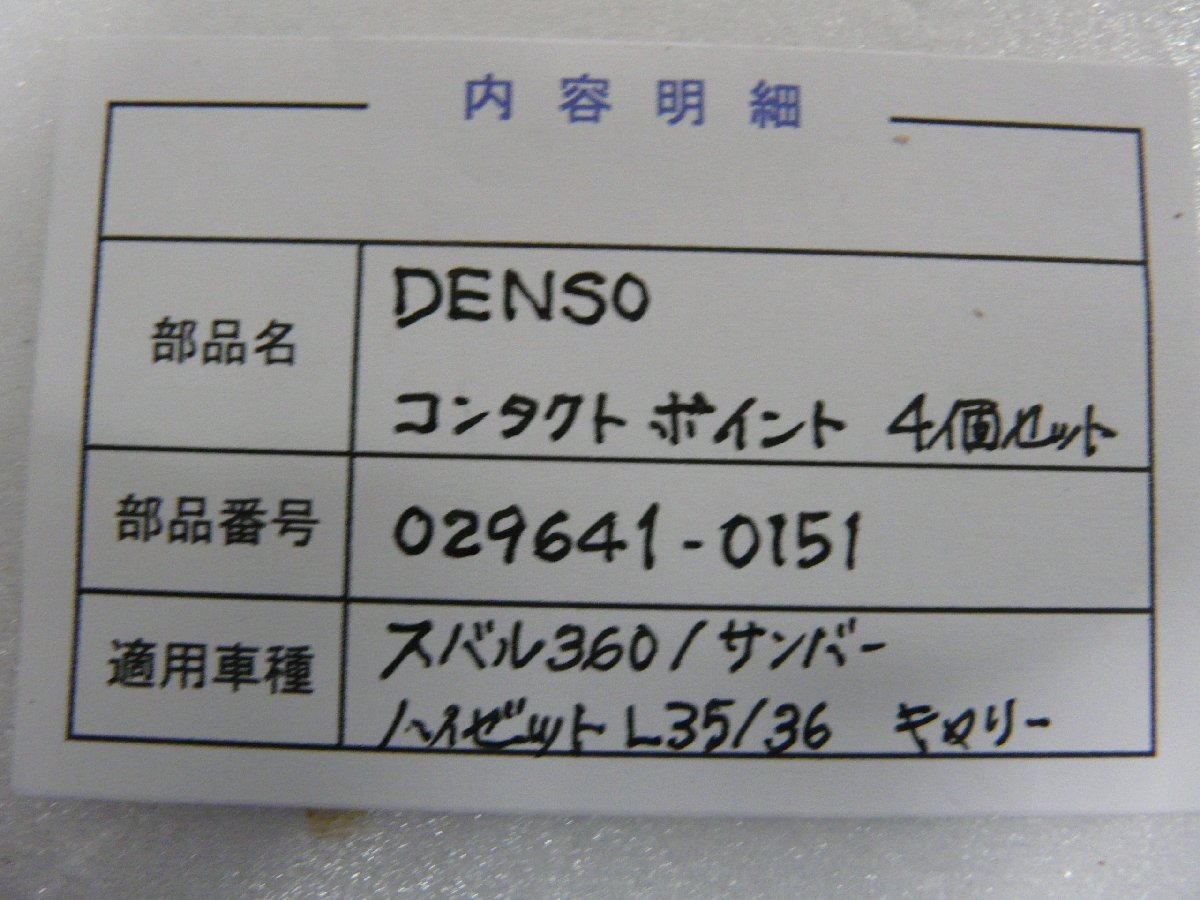 内容明細
部品名
DENSO
コンタクト ポイント 4個セット
部品番号
029641-0151
適用車種
スバル360/サンバー
ハイゼットL35/36 キャリー